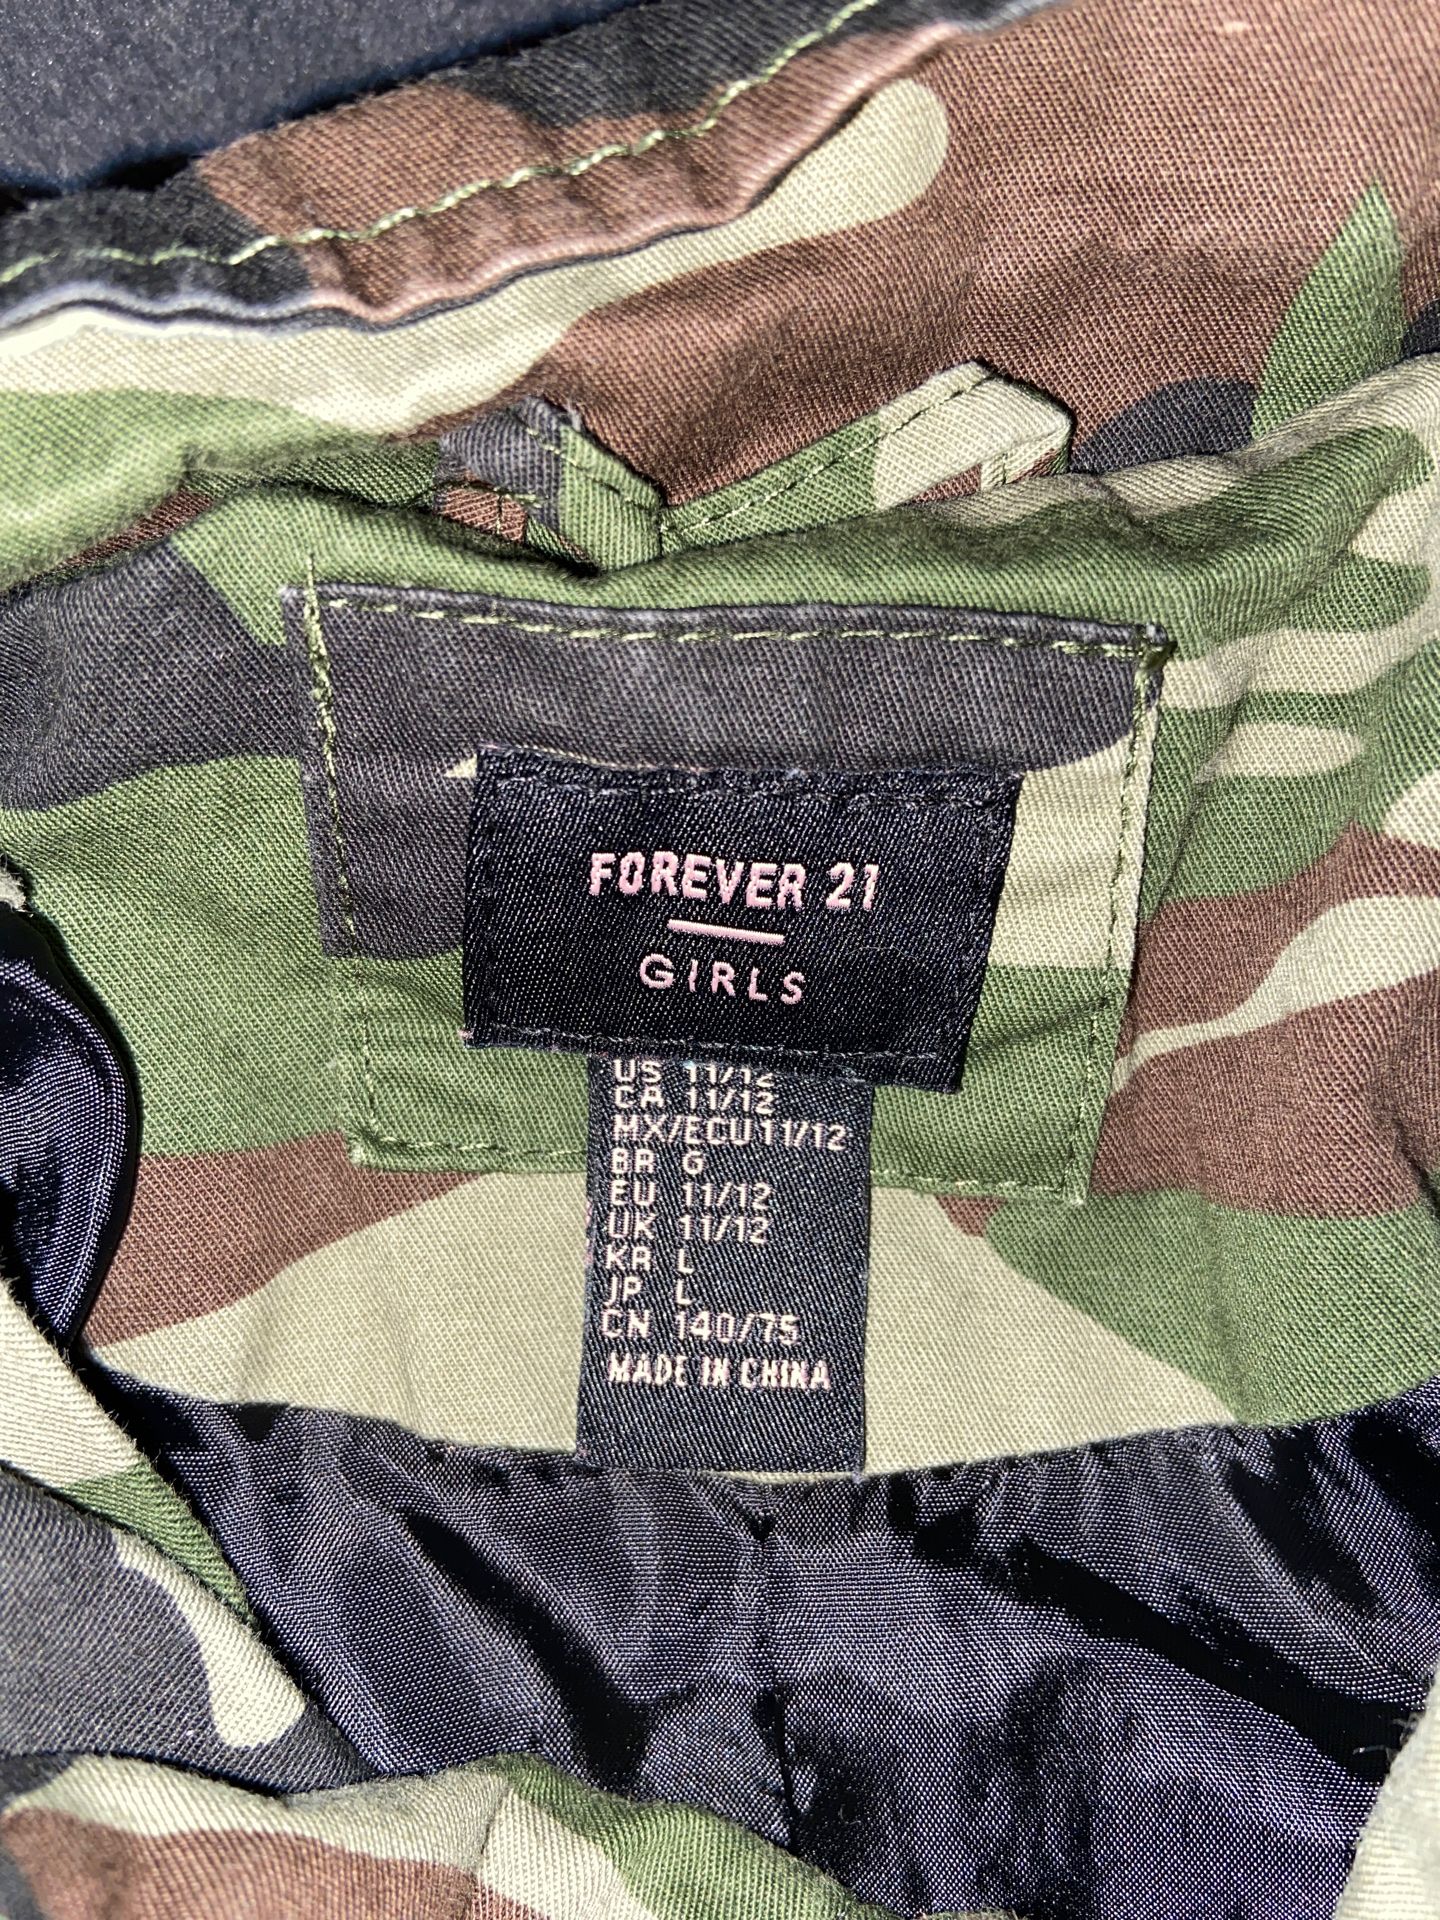 FOREVER 21
GIRLS
US 11/12
CA 11/12
MX/ECU 11/12
BR G
EU 11/12
UK 11/12
KR L
JP L
CN 140/75
MADE IN CHINA